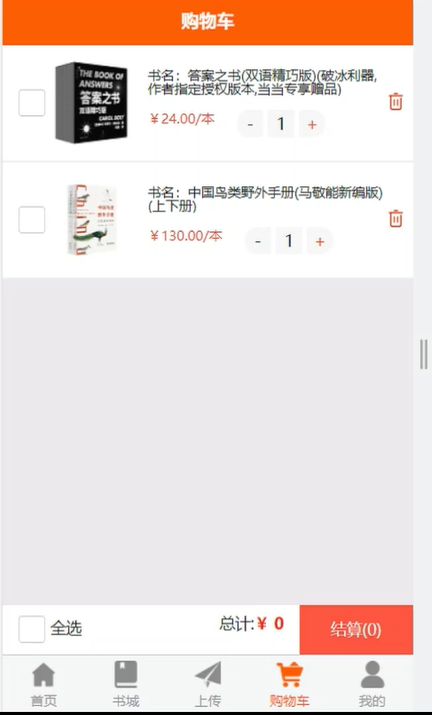 购物车
THE BOOK OF
ANSWERS
答案之书
双语精巧版
书名：答案之书(双语精巧版)(破冰利器,
作者指定授权版本,当当专享赠品)
￥24.00/本
- 1 +
书名：中国鸟类野外手册(马敬能新编版)
(上下册)
￥130.00/本
- 1 +
全选
总计:￥ 0
结算(0)
首页
书城
上传
购物车
我的